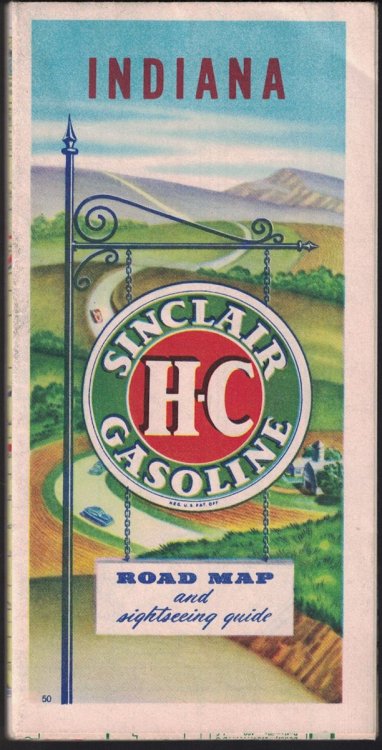 INDIANA
SINCLAIR
H-C
GASOLINE
REG. U.S. PAT. OFF.
ROAD MAP
and
sightseeing guide
50